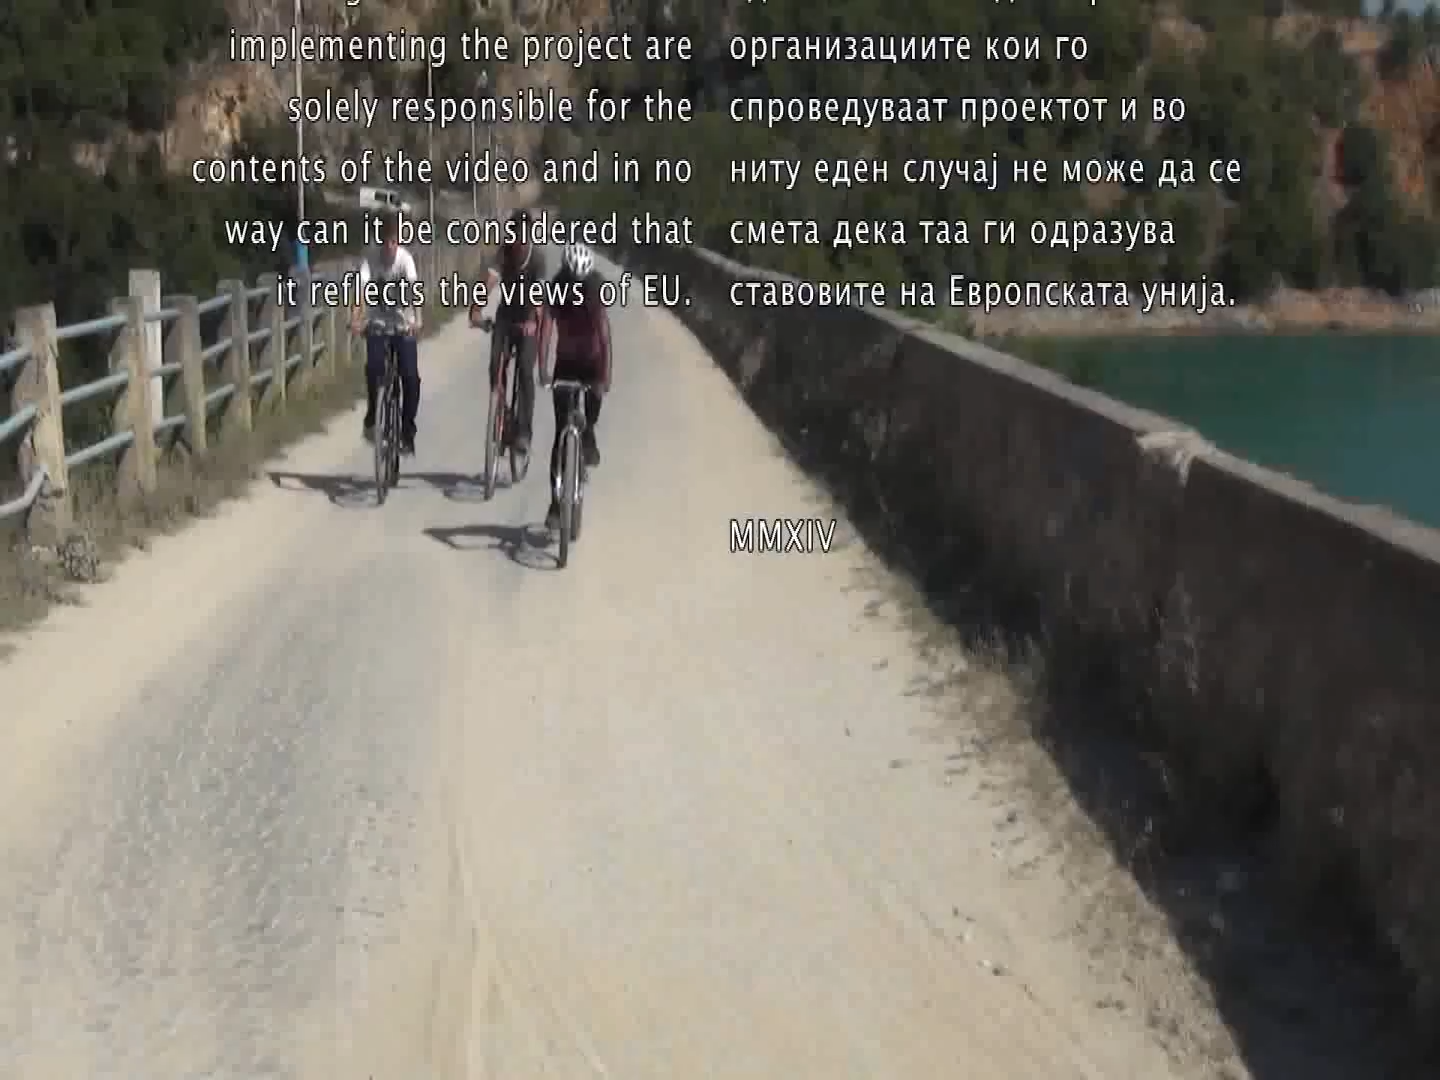 implementing the project are
solely responsible for the
contents of the video and in no
way can it be considered that
it reflects the views of EU.
организациите кои го
спроведуваат проектот и во
ниту еден случај не може да се
смета дека таа ги одразува
ставовите на Европската унија.
MMXIV